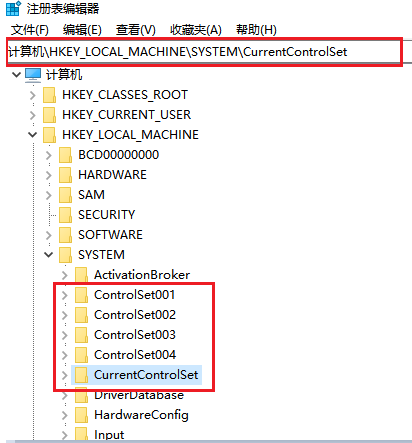 注册表编辑器
文件(F) 编辑(E) 查看(V) 收藏夹(A) 帮助(H)
计算机\HKEY_LOCAL_MACHINE\SYSTEM\CurrentControlSet
计算机
HKEY_CLASSES_ROOT
HKEY_CURRENT_USER
HKEY_LOCAL_MACHINE
BCD00000000
HARDWARE
SAM
SECURITY
SOFTWARE
SYSTEM
ActivationBroker
ControlSet001
ControlSet002
ControlSet003
ControlSet004
CurrentControlSet
DriverDatabase
HardwareConfig
Input